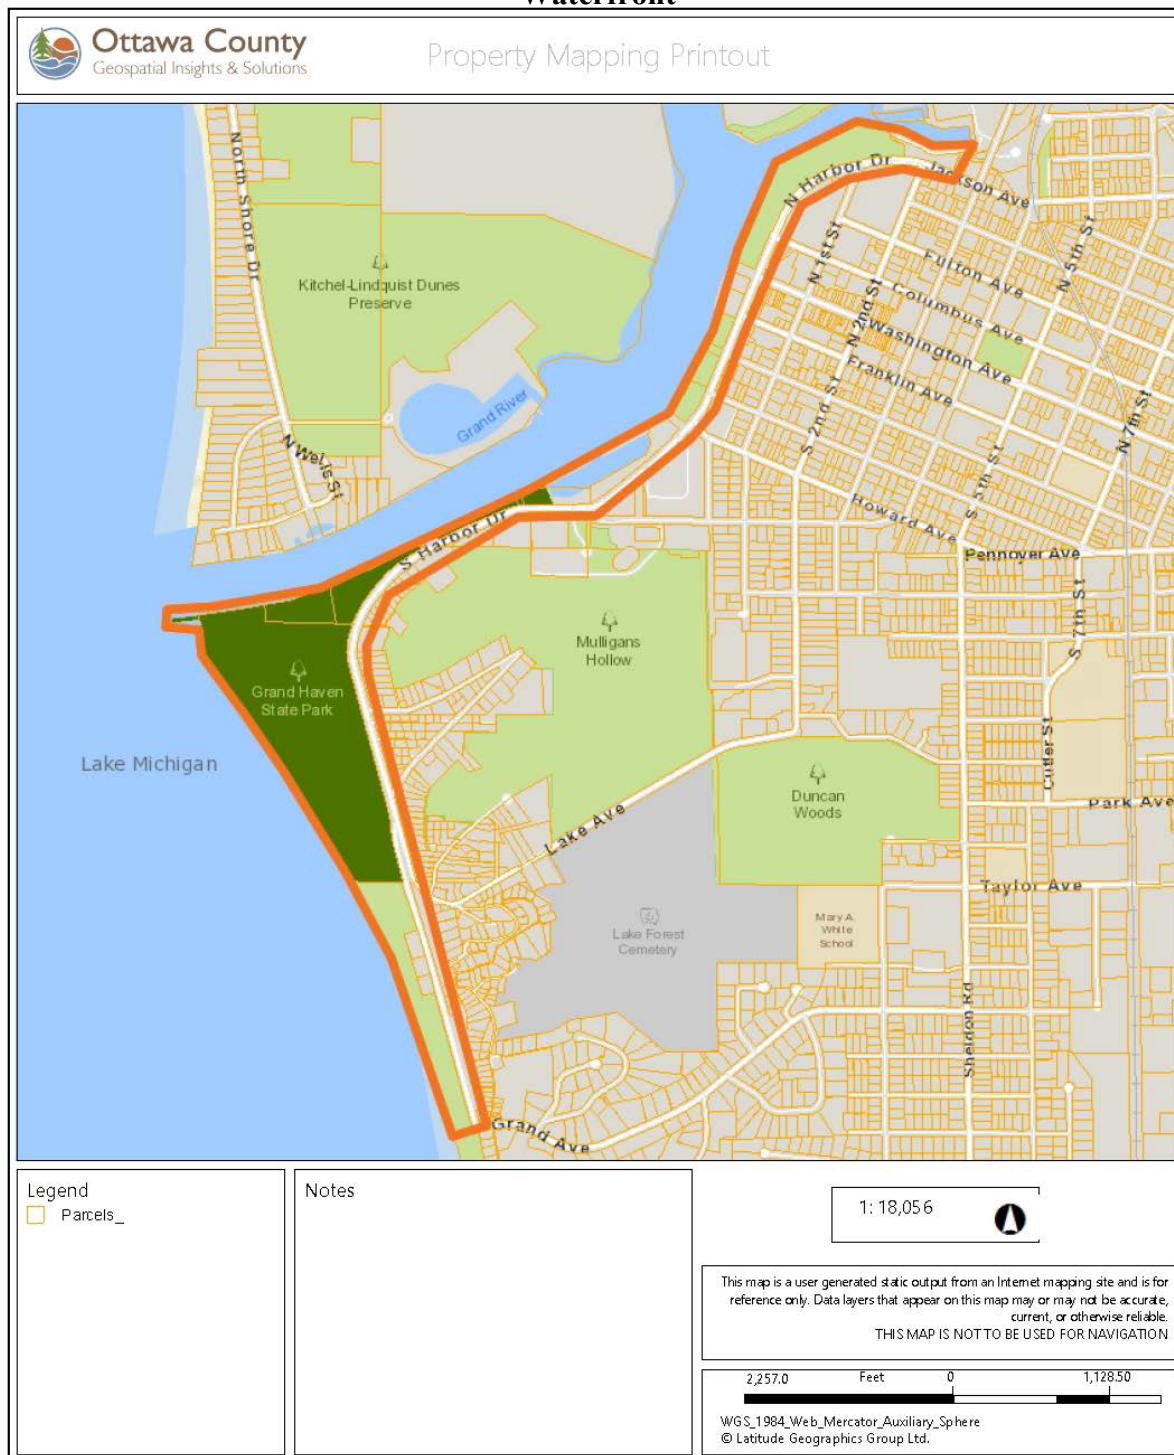 Waterfront
Ottawa County
Geospatial Insights & Solutions
Property Mapping Printout
North Shore Dr
N Harbor Dr
Jackson Ave
N 5th St
N 1st St
Fulton Ave
Kitchel-Lindquist Dunes
Preserve
Columbus Ave
N 2nd St
Washington Ave
Franklin Ave
Grand River
N 7th St
S 2nd St
N Wells St
S 5th St
Howard Ave
S Harbor Dr
Pennoyer Ave
Mulligans
Hollow
S 7th St
Grand Haven
State Park
Lake Michigan
Cutler St
Duncan
Woods
Park Ave
Lake Ave
Taylor Ave
Mary A.
White
School
Lake Forest
Cemetery
Sheldon Rd
Grand Ave
Legend
Parcels_
Notes
1: 18,056
This map is a user generated static output from an Internet mapping site and is for
reference only. Data layers that appear on this map may or may not be accurate,
current, or otherwise reliable.
THIS MAP IS NOT TO BE USED FOR NAVIGATION
2,257.0 Feet 0 1,128.50
WGS_1984_Web_Mercator_Auxiliary_Sphere
© Latitude Geographics Group Ltd.